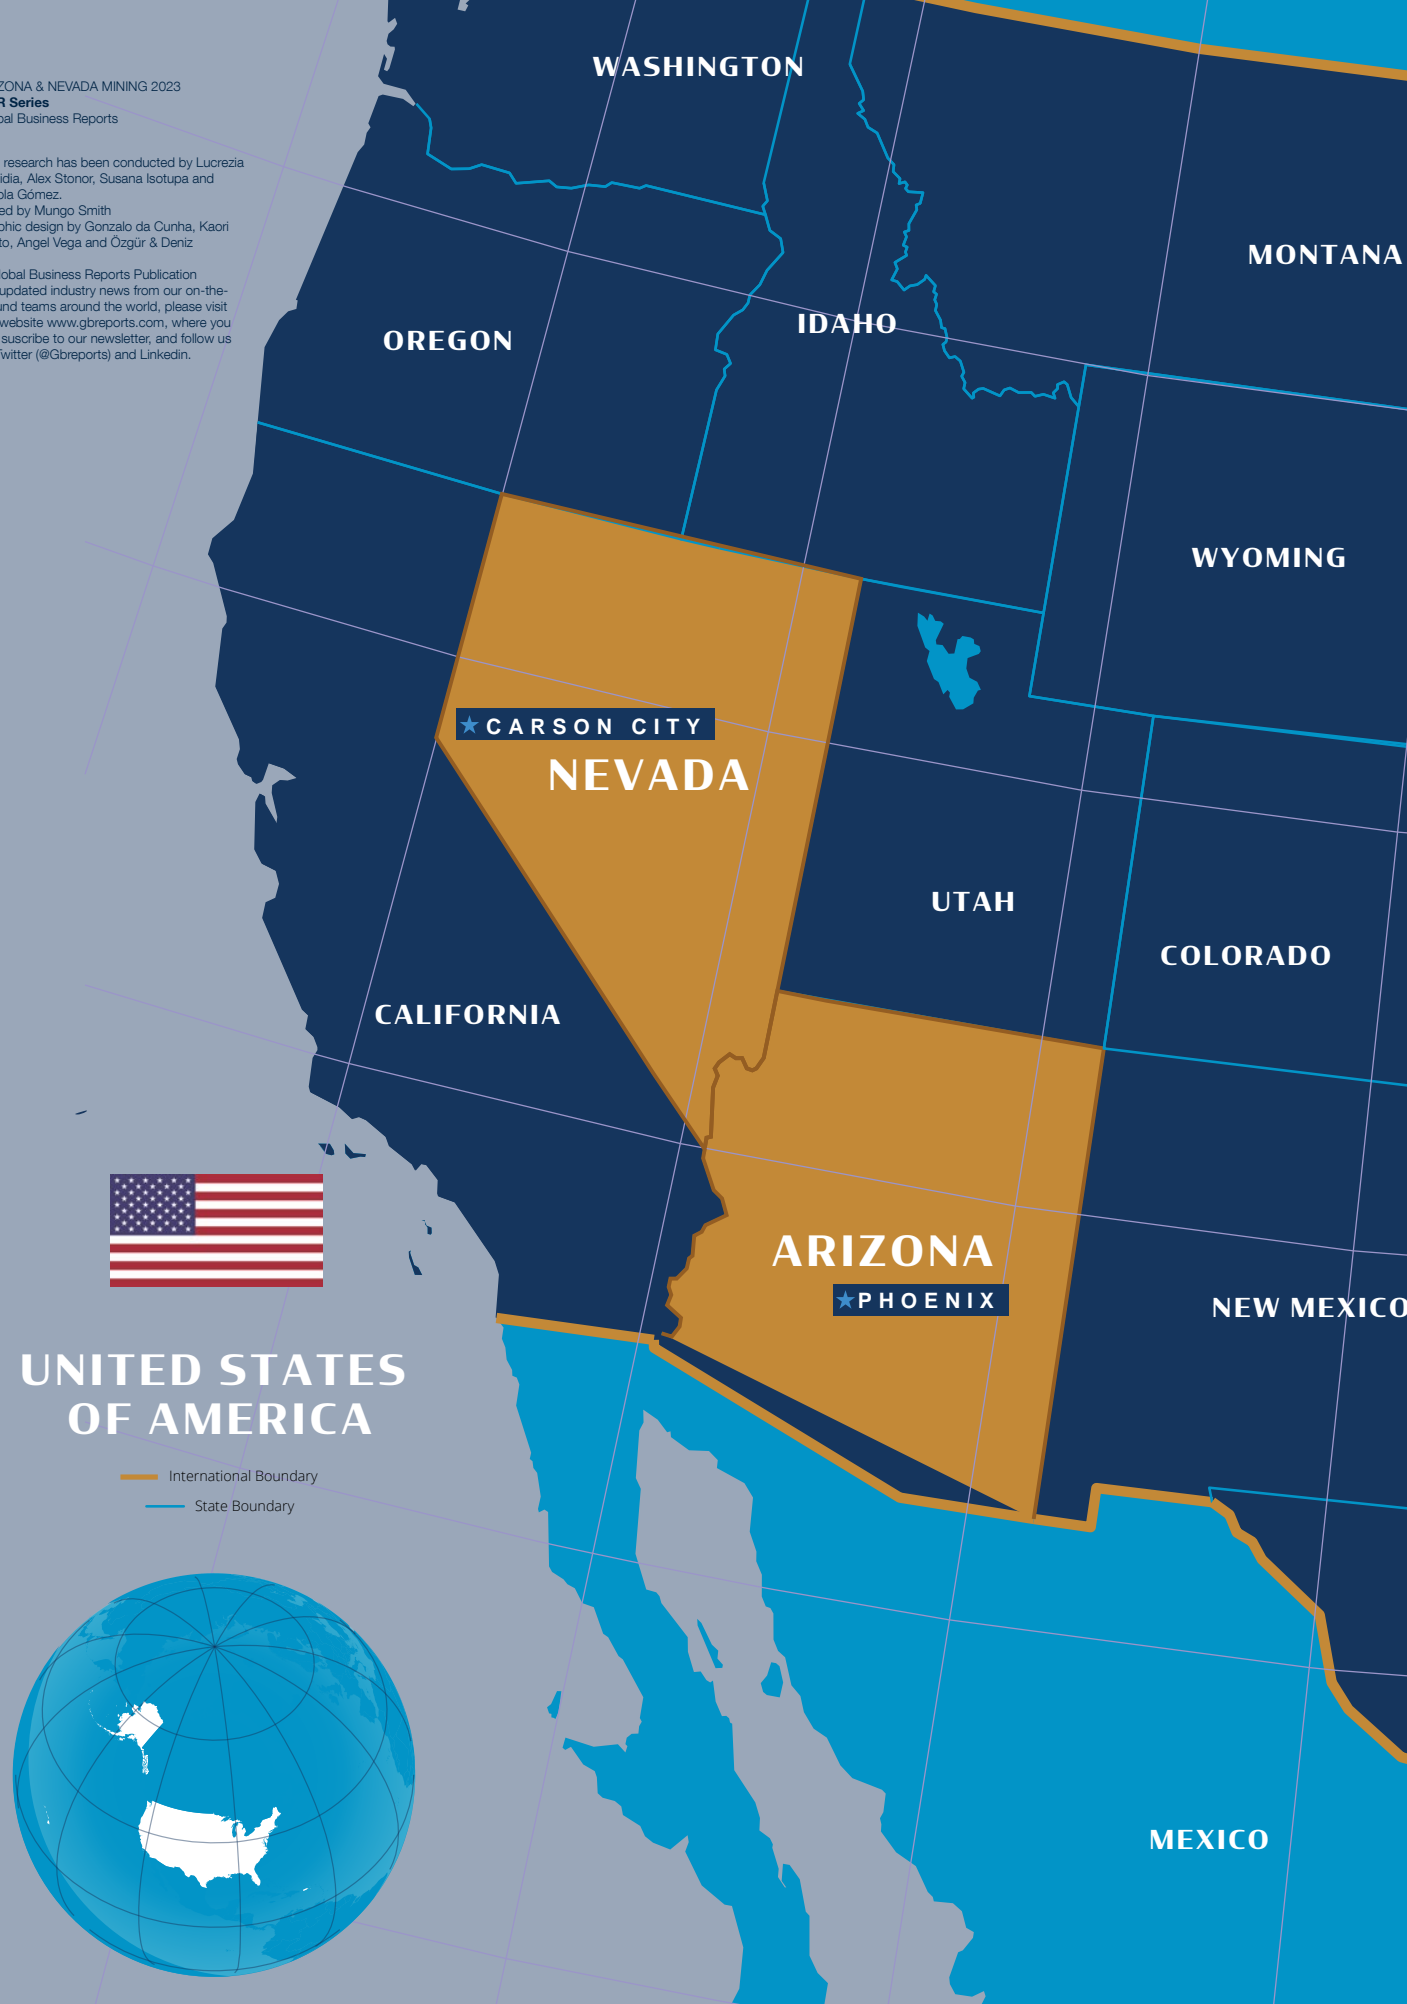 ZONA & NEVADA MINING 2023
R Series
bal Business Reports
research has been conducted by Lucrezia
idia, Alex Stonor, Susana Isotupa and
ola Gómez.
ed by Mungo Smith
phic design by Gonzalo da Cunha, Kaori
to, Angel Vega and Özgür & Deniz
lobal Business Reports Publication
updated industry news from our on-the-
und teams around the world, please visit
website www.gbreports.com, where you
suscribe to our newsletter, and follow us
Twitter (@Gbreports) and Linkedin.
WASHINGTON
MONTANA
OREGON
IDAHO
WYOMING
CARSON CITY
NEVADA
UTAH
COLORADO
CALIFORNIA
ARIZONA
PHOENIX
NEW MEXICO
UNITED STATES
OF AMERICA
International Boundary
State Boundary
MEXICO